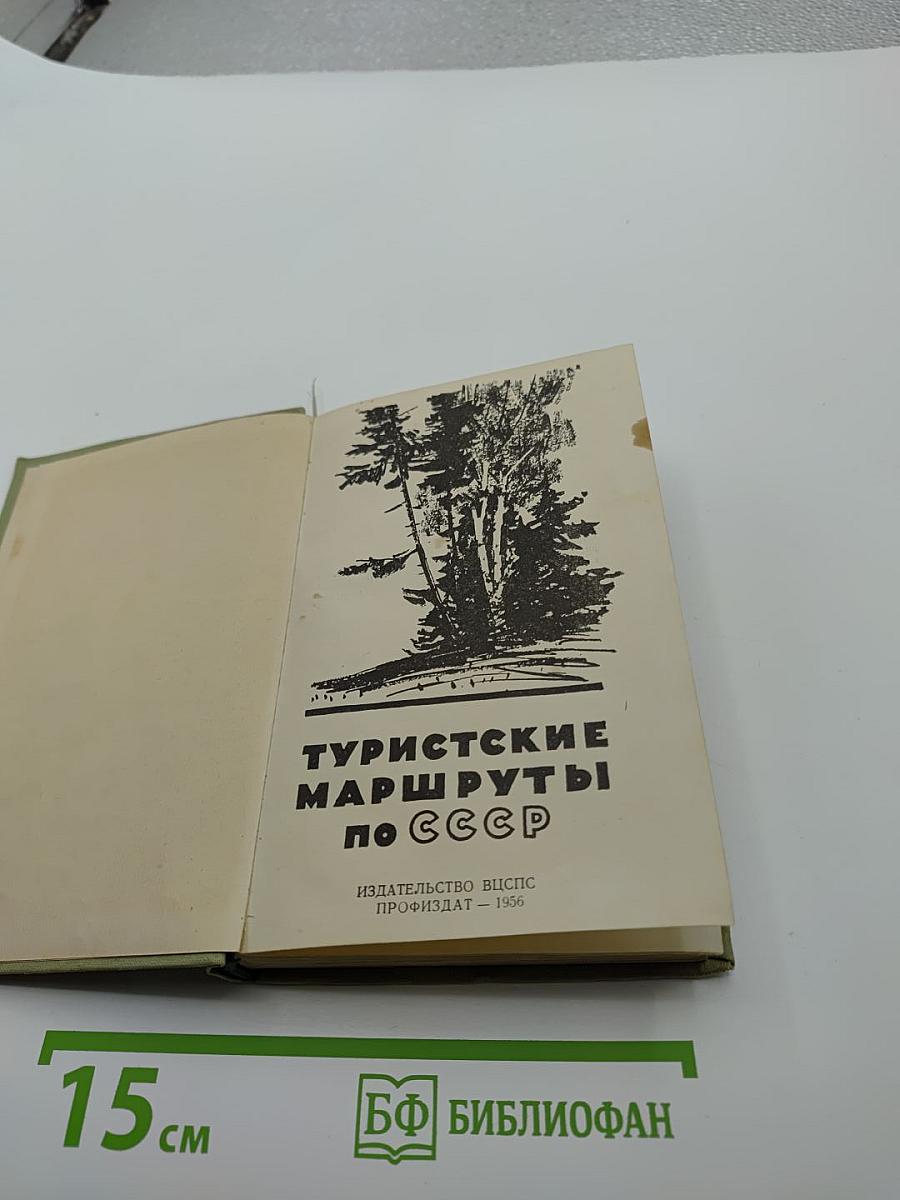 ТУРИСТСКИЕ
МАРШРУТЫ
ПО СССР
ИЗДАТЕЛЬСТВО ВЦСПС
ПРОФИЗДАТ — 1956
15 см
БФ БИБЛИОФАН